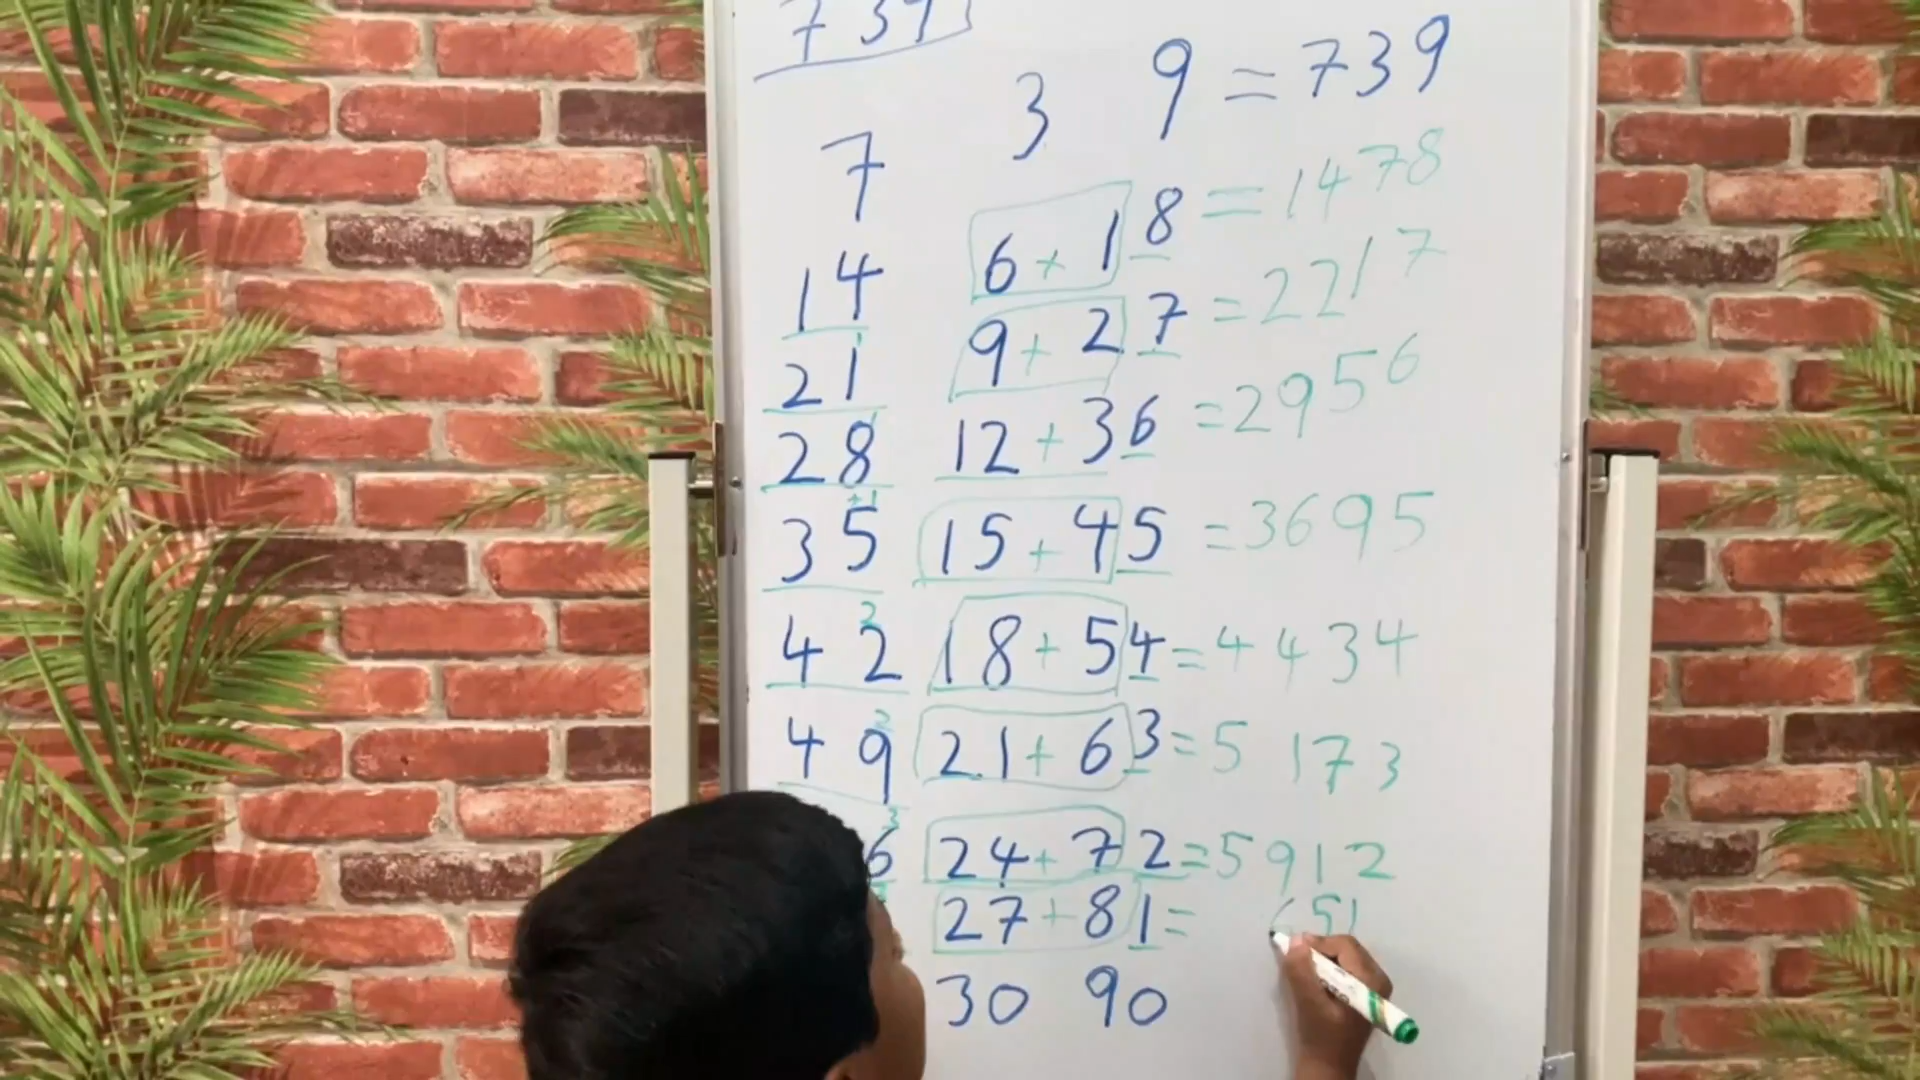 739
7 3 9 = 739
14 6 + 1 8 = 1478
21 9 + 2 7 = 2217
28 12 + 3 6 = 2956
35 15 + 4 5 = 3695
42 18 + 5 4 = 4434
49 21 + 6 3 = 5173
6 24 + 7 2 = 5912
27 + 8 1 = 651
30 90